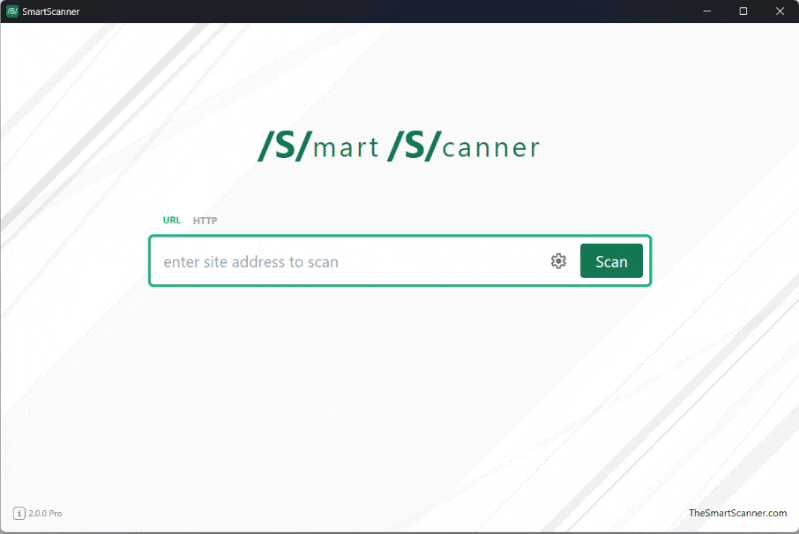 /S/ SmartScanner
/S/mart /S/canner
URL HTTP
enter site address to scan Scan
i 2.0.0 Pro TheSmartScanner.com